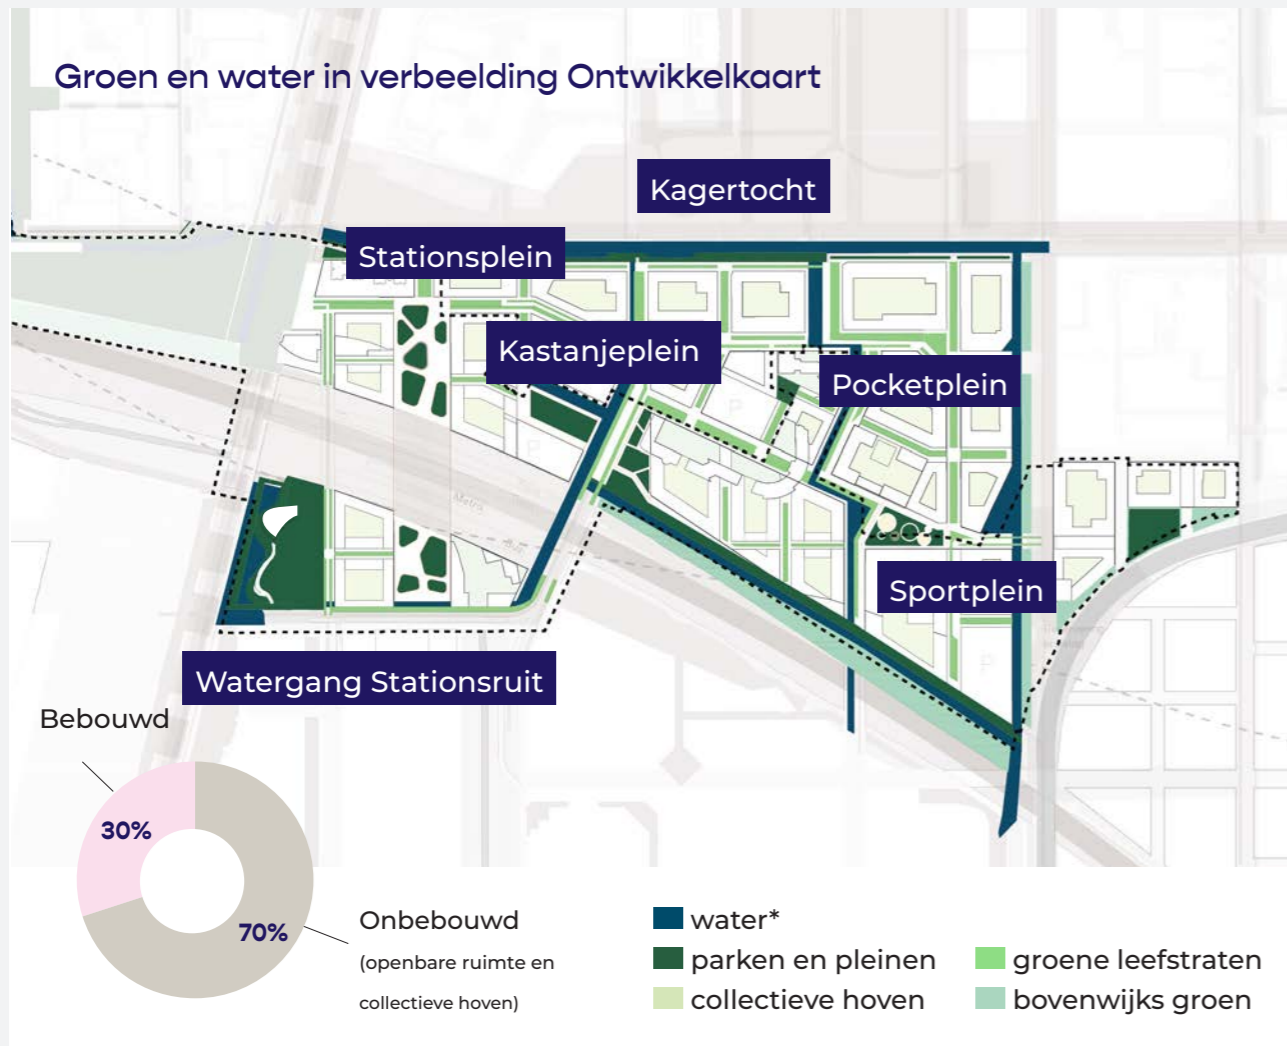 Groen en water in verbeelding Ontwikkelkaart
Kagertocht
Stationsplein
Kastanjeplein
Pocketplein
P
P
Metro
Sportplein
P
Watergang Stationsruit
Bebouwd
30%
70%
Onbebouwd
(openbare ruimte en
collectieve hoven)
water*
parken en pleinen
collectieve hoven
groene leefstraten
bovenwijks groen